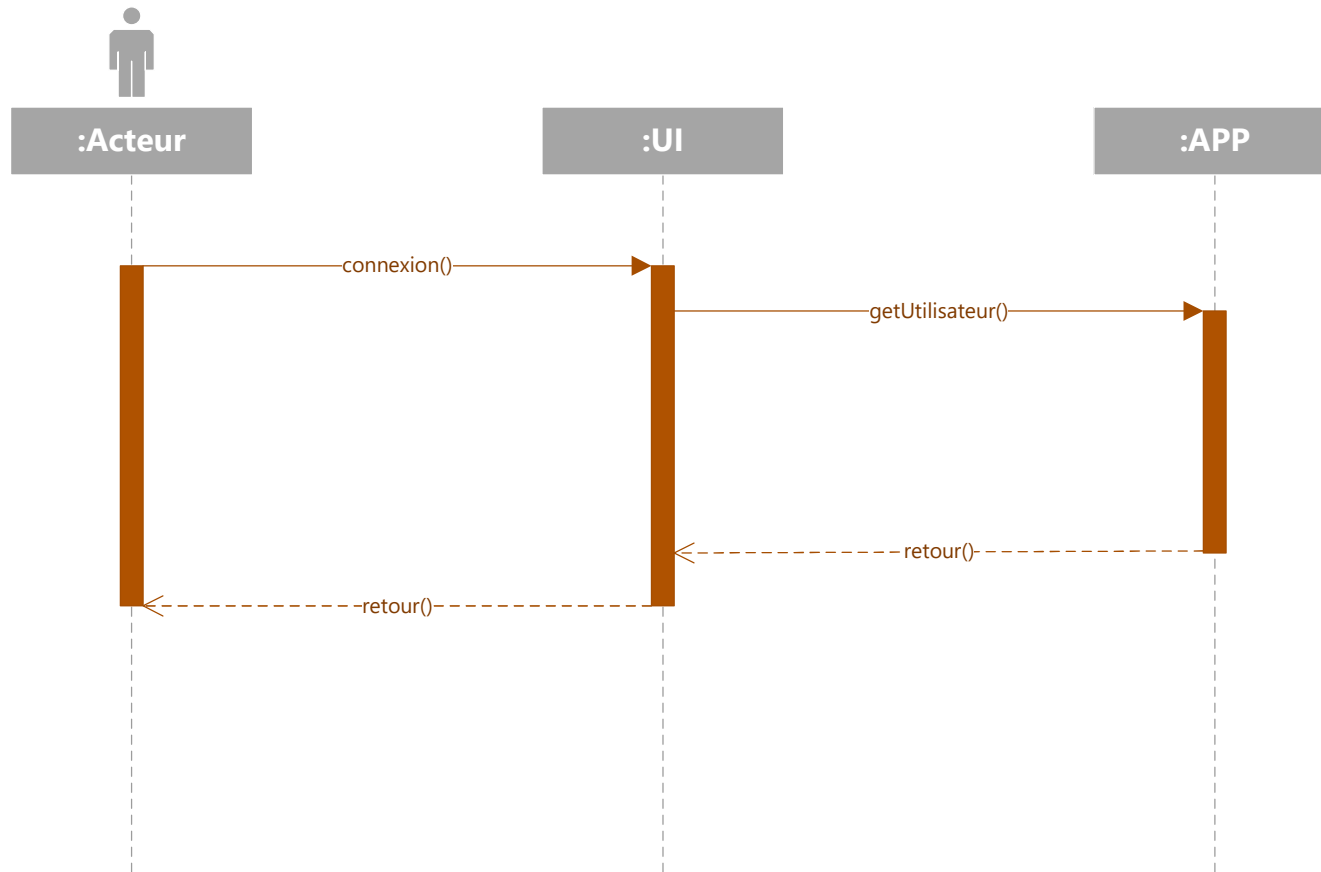 :Acteur
:UI
:APP
connexion()
getUtilisateur()
retour()
retour()